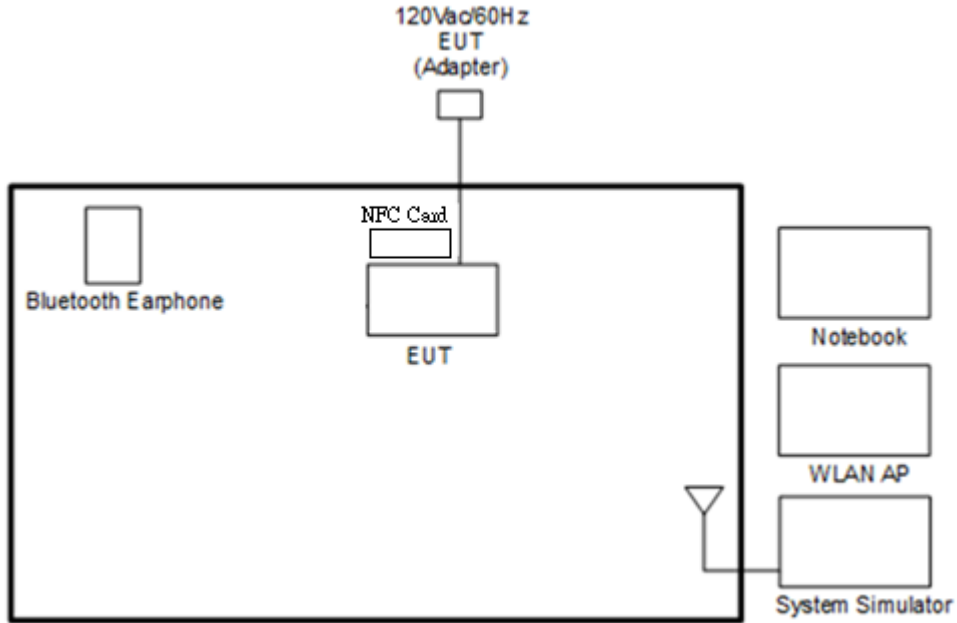 120Vac/60Hz
EUT
(Adapter)
NFC Card
Bluetooth Earphone
EUT
Notebook
WLAN AP
System Simulator